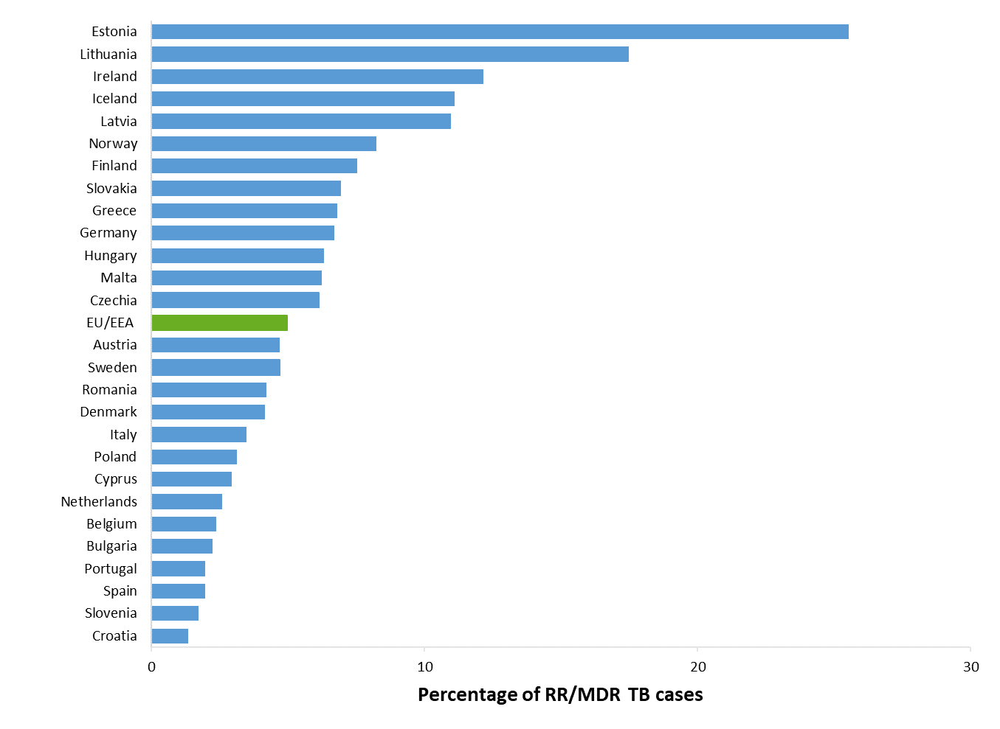 Estonia
Lithuania
Ireland
Iceland
Latvia
Norway
Finland
Slovakia
Greece
Germany
Hungary
Malta
Czechia
EU/EEA
Austria
Sweden
Romania
Denmark
Italy
Poland
Cyprus
Netherlands
Belgium
Bulgaria
Portugal
Spain
Slovenia
Croatia
0 10 20 30
Percentage of RR/MDR TB cases